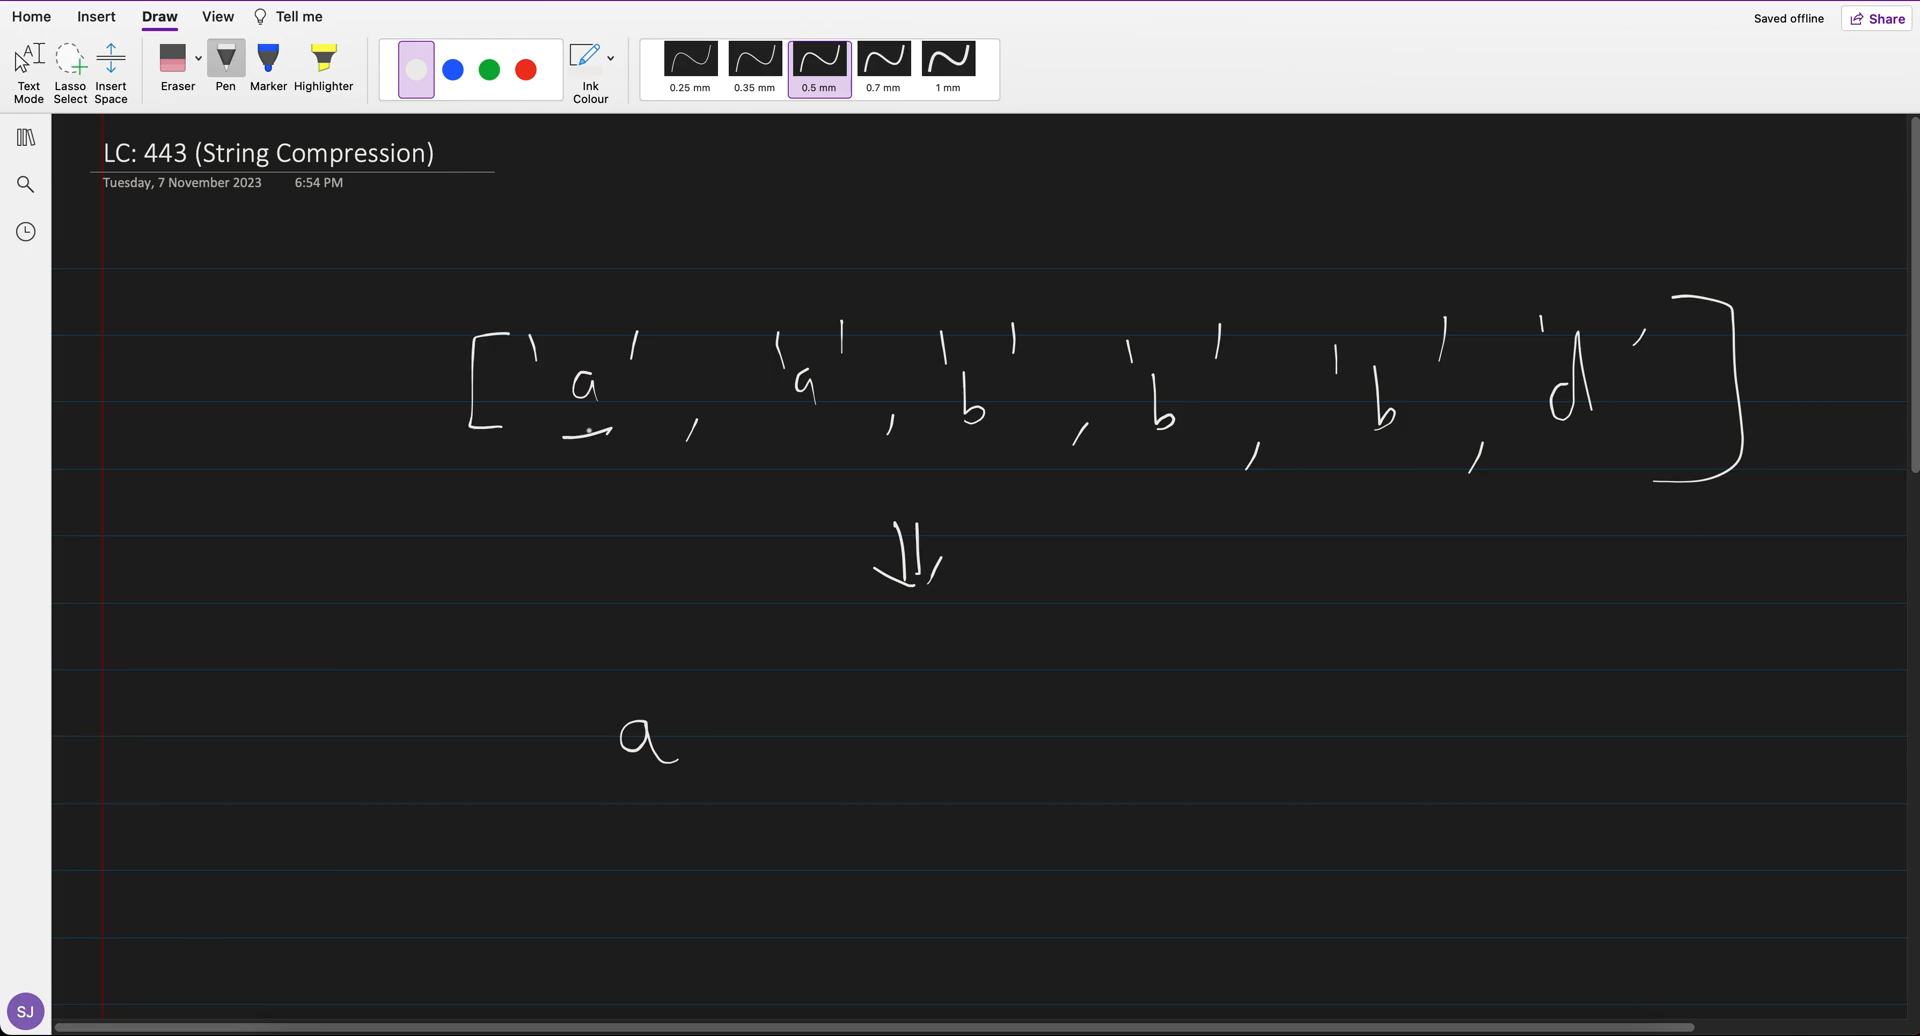 Home Insert Draw View Tell me Saved offline Share
Text Mode Lasso Select Insert Space Eraser Pen Marker Highlighter Ink Colour 0.25 mm 0.35 mm 0.5 mm 0.7 mm 1 mm
LC: 443 (String Compression)
Tuesday, 7 November 2023 6:54 PM
['a', 'a', 'b', 'b', 'b', 'd']
a
SJ